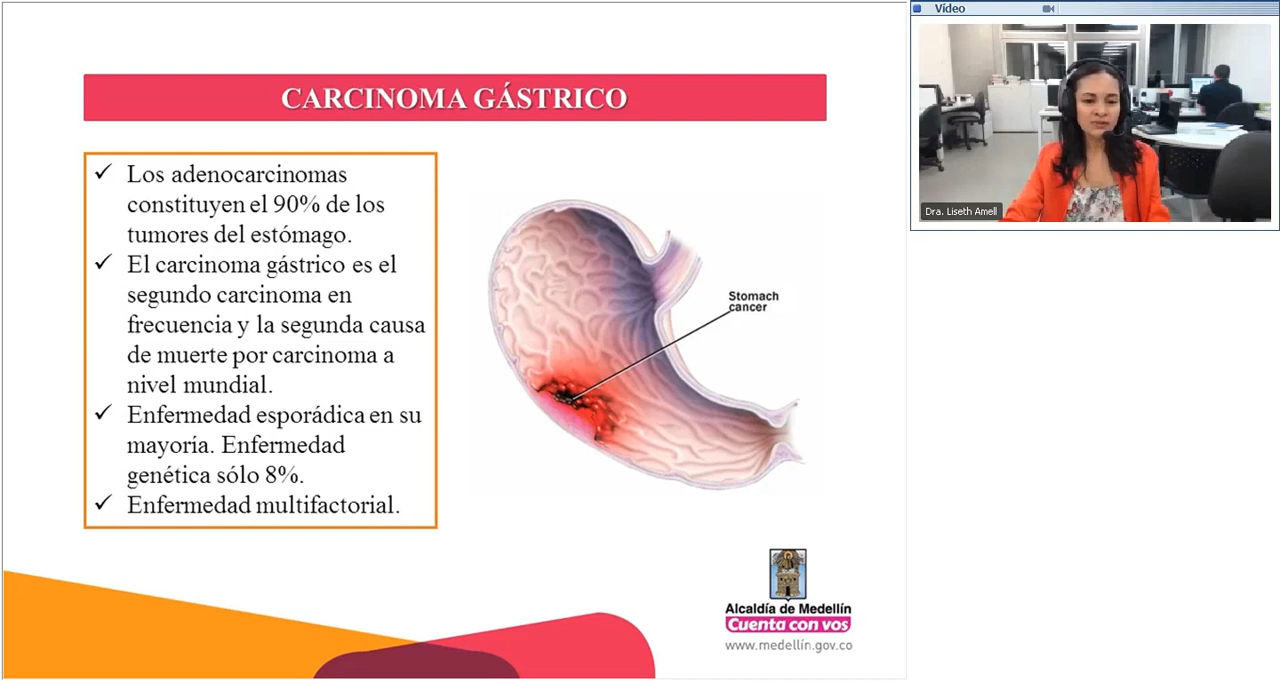 CARCINOMA GÁSTRICO
✓ Los adenocarcinomas
constituyen el 90% de los
tumores del estómago.
✓ El carcinoma gástrico es el
segundo carcinoma en
frecuencia y la segunda causa
de muerte por carcinoma a
nivel mundial.
✓ Enfermedad esporádica en su
mayoría. Enfermedad
genética sólo 8%.
✓ Enfermedad multifactorial.
Stomach
cancer
Alcaldía de Medellín
Cuenta con vos
www.medellín.gov.co
Vídeo
Dra. Liseth Amell